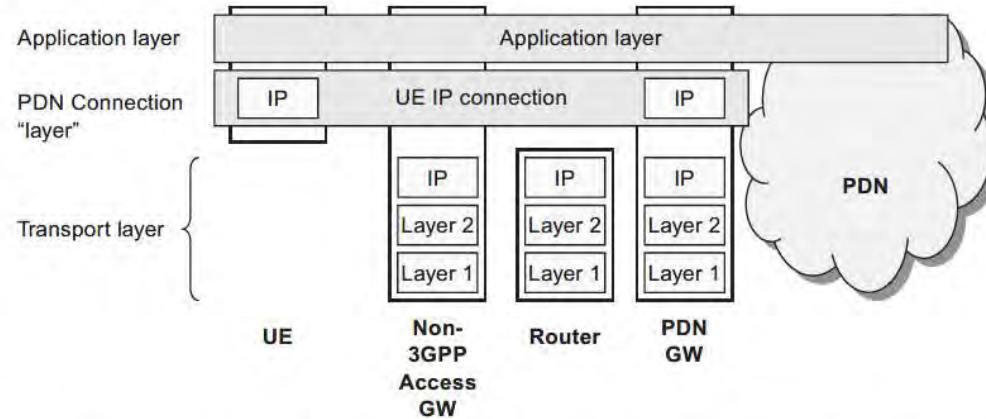 Application layer
Application layer
PDN Connection
“layer”
IP
UE IP connection
IP
PDN
Transport layer
IP
IP
IP
Layer 2
Layer 2
Layer 2
Layer 1
Layer 1
Layer 1
UE
Non-
3GPP
Access
GW
Router
PDN
GW